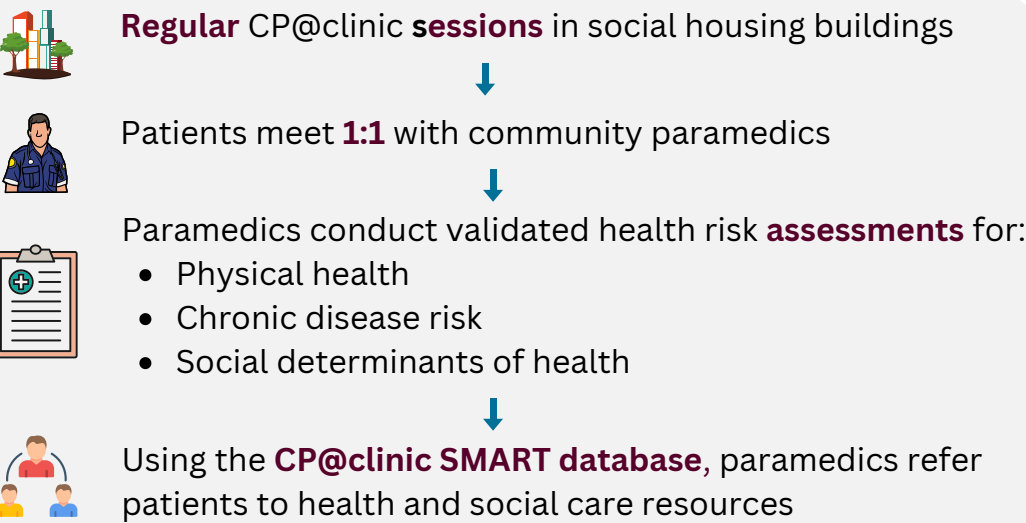 Regular CP@clinic sessions in social housing buildings
Patients meet 1:1 with community paramedics
Paramedics conduct validated health risk assessments for:
• Physical health
• Chronic disease risk
• Social determinants of health
Using the CP@clinic SMART database, paramedics refer
patients to health and social care resources